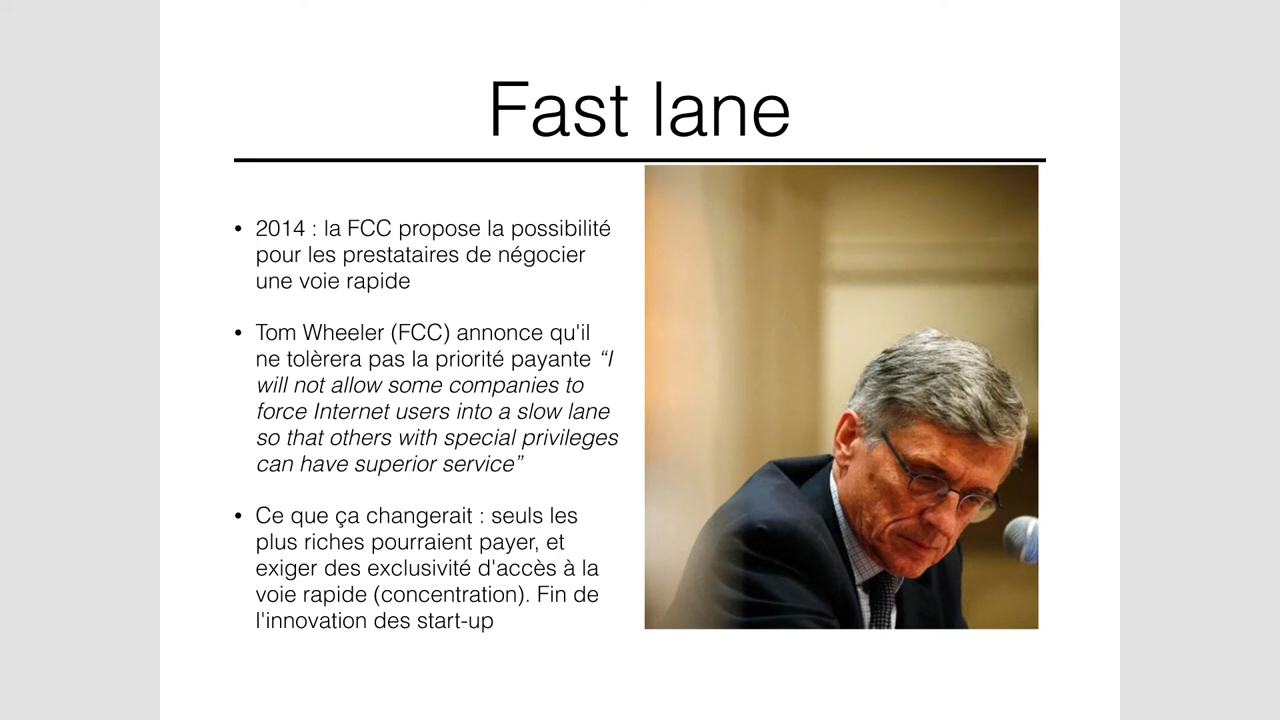 Fast lane
• 2014 : la FCC propose la possibilité
pour les prestataires de négocier
une voie rapide
• Tom Wheeler (FCC) annonce qu'il
ne tolèrera pas la priorité payante “I
will not allow some companies to
force Internet users into a slow lane
so that others with special privileges
can have superior service”
• Ce que ça changerait : seuls les
plus riches pourraient payer, et
exiger des exclusivité d'accès à la
voie rapide (concentration). Fin de
l'innovation des start-up